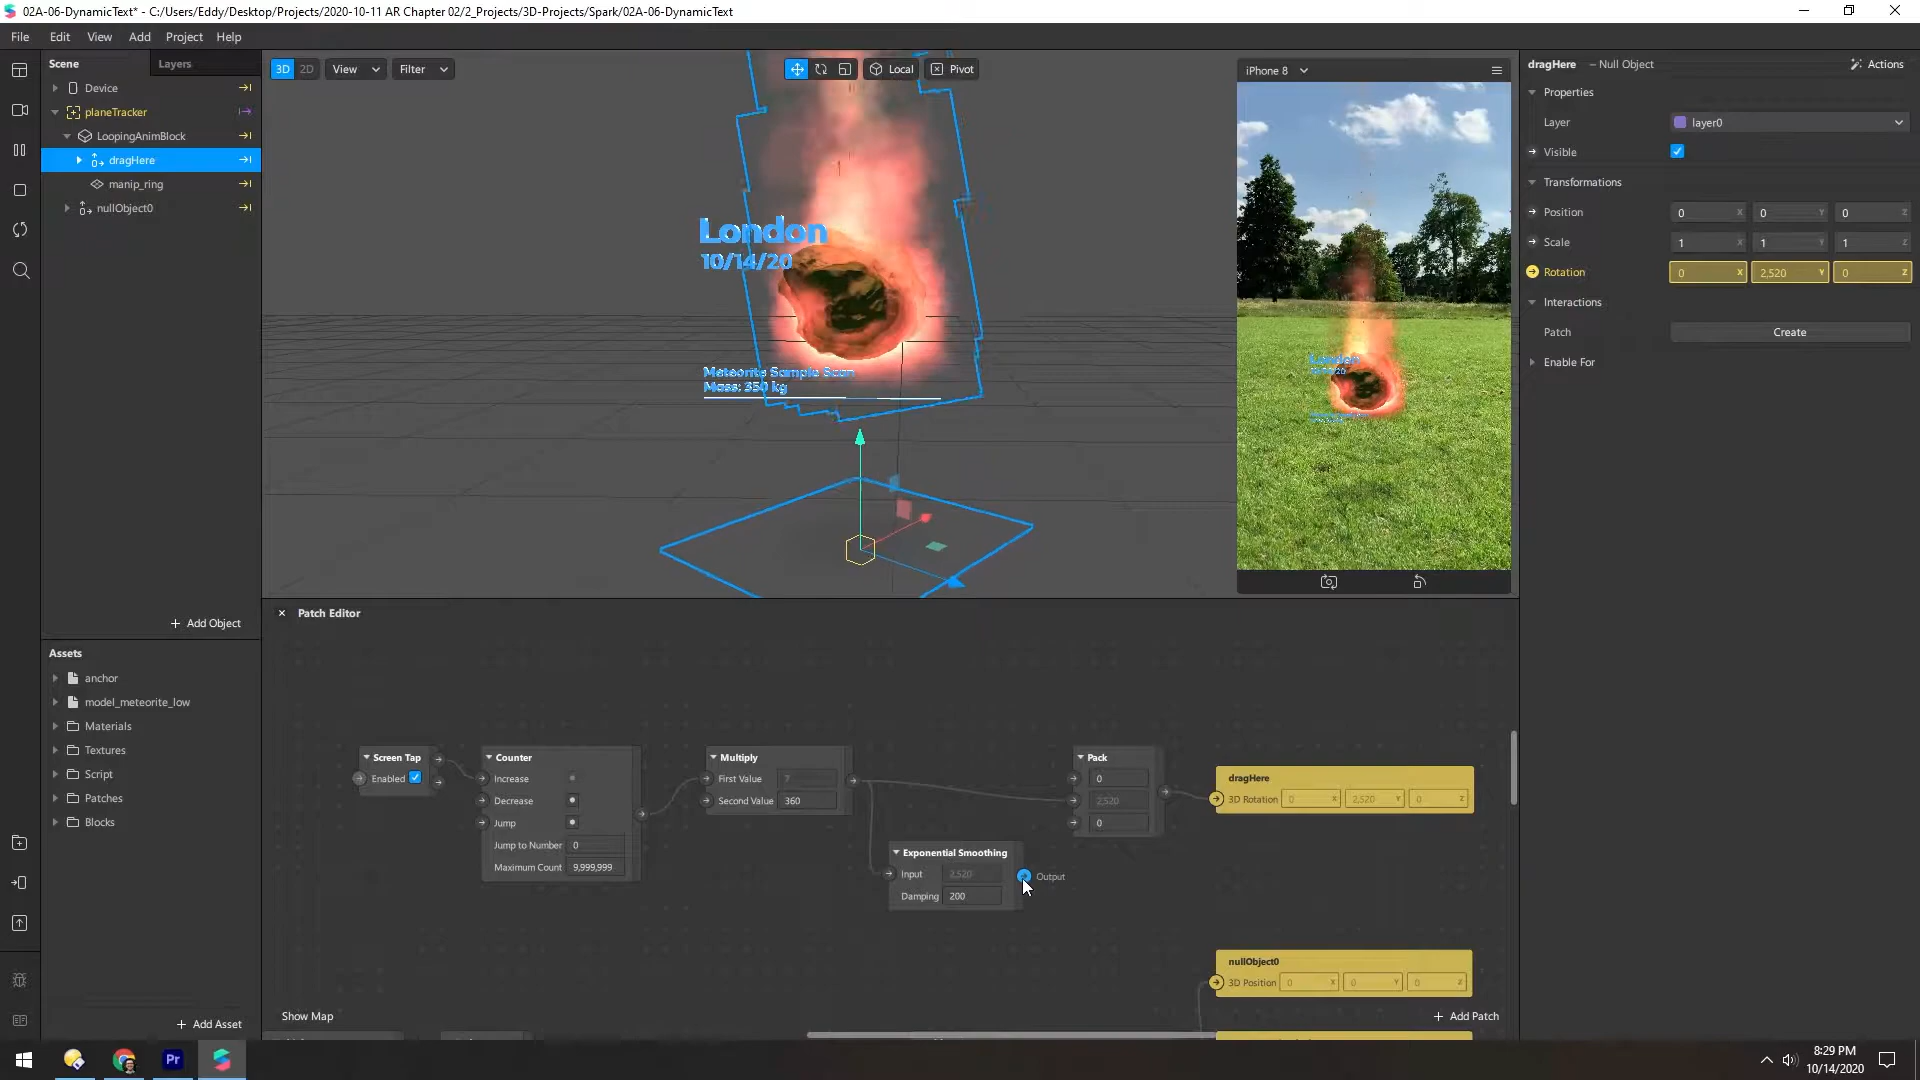 02A-06-DynamicText* - C:/Users/Eddy/Desktop/Projects/2020-10-11 AR Chapter 02/2_Projects/3D-Projects/Spark/02A-06-DynamicText
File Edit View Add Project Help
Scene Layers
Device
planeTracker
LoopingAnimBlock
dragHere
manip_ring
nullObject0
+ Add Object
Assets
anchor
model_meteorite_low
Materials
Textures
Script
Patches
Blocks
+ Add Asset
3D 2D View Filter Local Pivot
London
10/14/20
Meteorite Sample Scan
Mass: 350 kg
iPhone 8
London
10/14/20
dragHere – Null Object Actions
Properties
Layer layer0
Visible
Transformations
Position 0 X 0 Y 0 Z
Scale 1 X 1 Y 1 Z
Rotation 0 X 2,520 Y 0 Z
Interactions
Patch Create
Enable For
× Patch Editor
Screen Tap
Enabled
Counter
Increase
Decrease
Jump
Jump to Number 0
Maximum Count 9,999,999
Multiply
First Value 7
Second Value 360
Exponential Smoothing
Input 2,520
Damping 200
Output
Pack
0
2,520
0
dragHere
3D Rotation 0 X 2,520 Y 0 Z
nullObject0
3D Position 0 X 0 Y 0 Z
Show Map
+ Add Patch
Pr
8:29 PM
10/14/2020